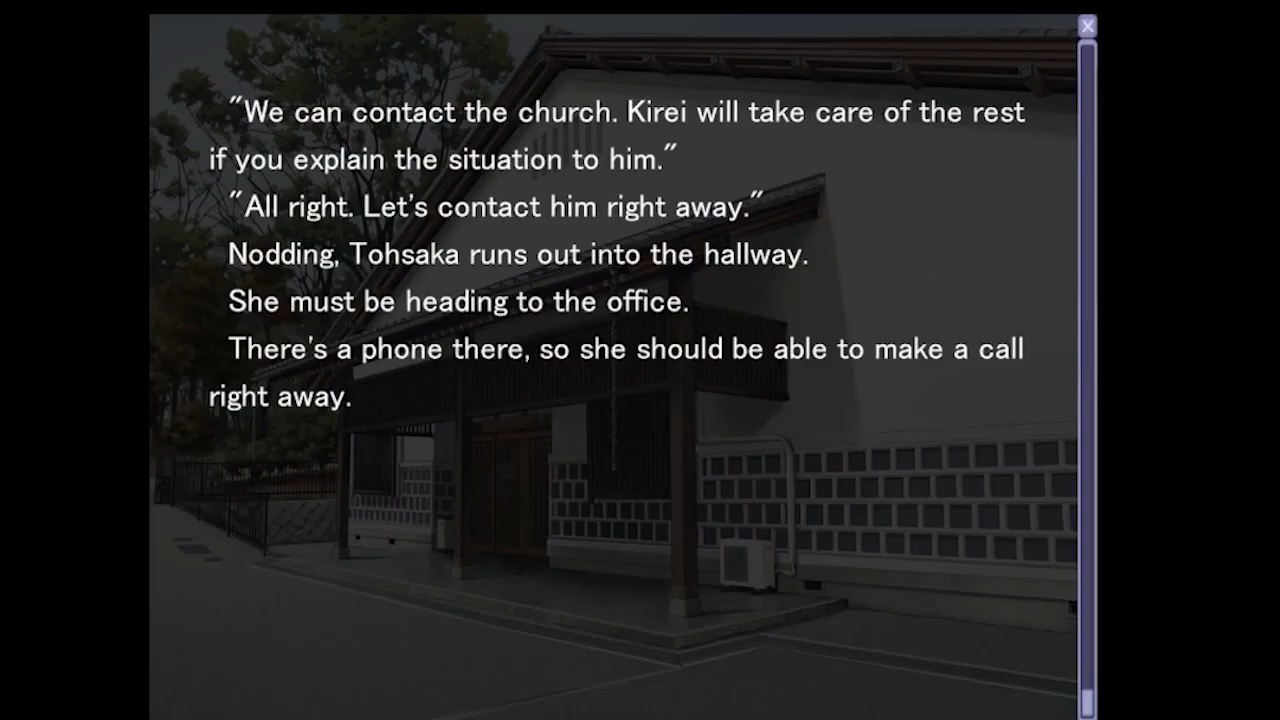 "We can contact the church. Kirei will take care of the rest
if you explain the situation to him."
"All right. Let's contact him right away."
Nodding, Tohsaka runs out into the hallway.
She must be heading to the office.
There's a phone there, so she should be able to make a call
right away.